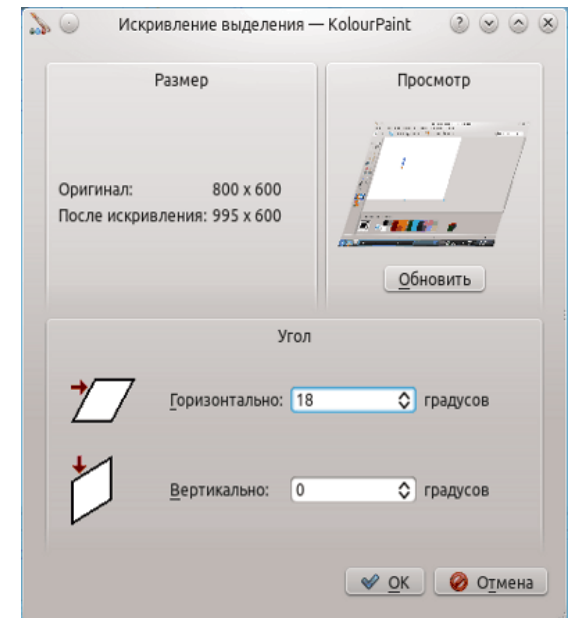 Искривление выделения — KolourPaint
Размер
Оригинал: 800 x 600
После искривления: 995 x 600
Просмотр
Обновить
Угол
Горизонтально: 18 градусов
Вертикально: 0 градусов
OK Отмена